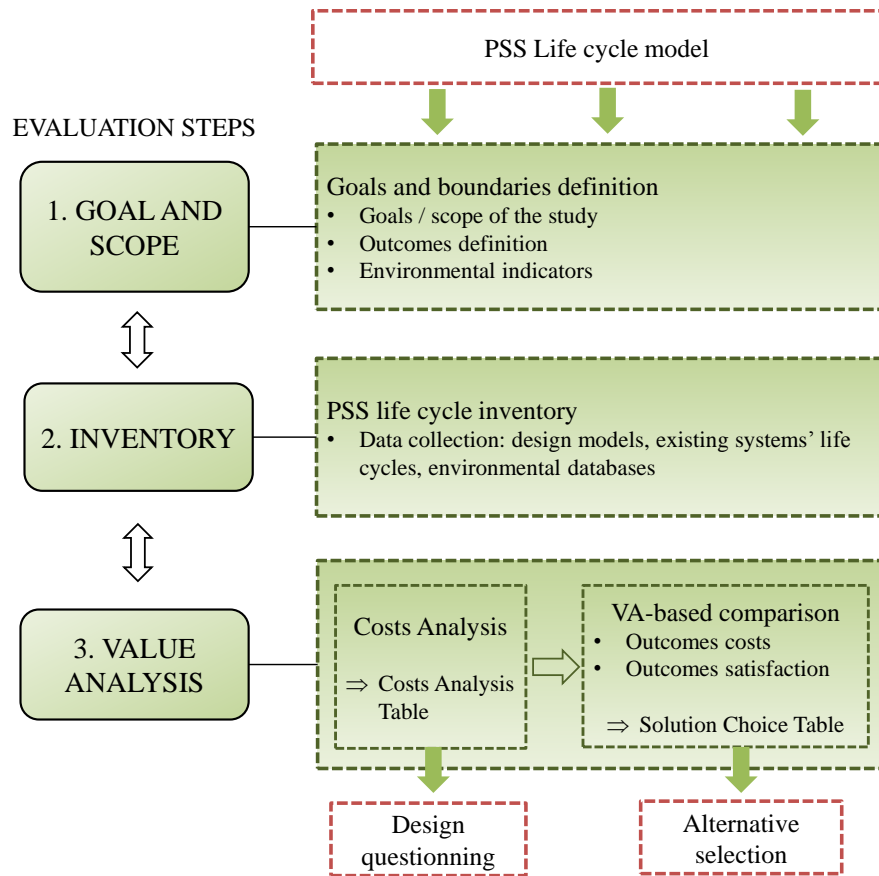 PSS Life cycle model
EVALUATION STEPS
1. GOAL AND
SCOPE
Goals and boundaries definition
• Goals / scope of the study
• Outcomes definition
• Environmental indicators
2. INVENTORY
PSS life cycle inventory
• Data collection: design models, existing systems’ life
cycles, environmental databases
3. VALUE
ANALYSIS
Costs Analysis
⇒ Costs Analysis
Table
VA-based comparison
• Outcomes costs
• Outcomes satisfaction
⇒ Solution Choice Table
Design
questionning
Alternative
selection